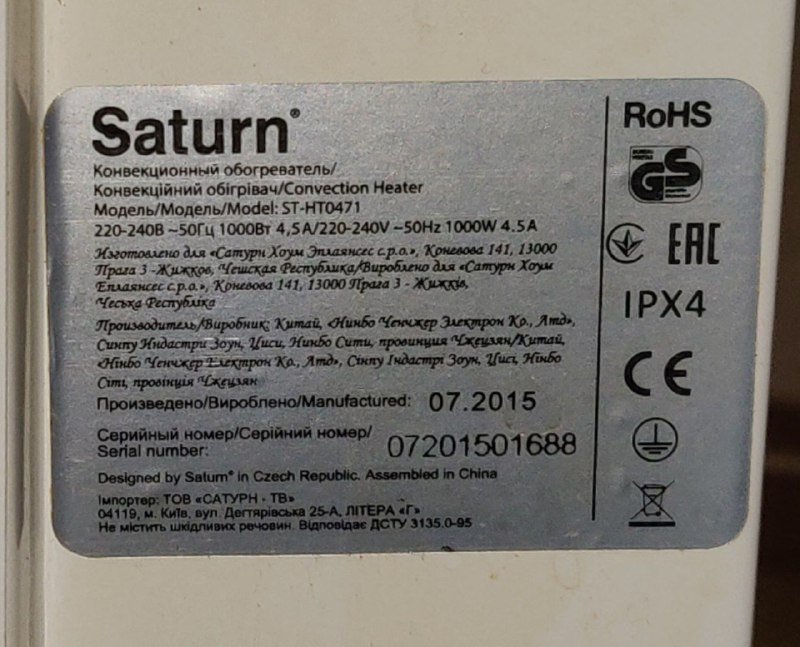 Saturn®
Конвекционный обогреватель/
Конвекційний обігрівач/Convection Heater
Модель/Модель/Model: ST-HT0471
220-240В ~50Гц 1000Вт 4,5А/220-240V ~50Hz 1000W 4.5A
Изготовлено для «Сатурн Хоум Эплаянсес с.р.о.», Коневова 141, 13000
Прага 3 -Жижков, Чешская Республика/Вироблено для «Сатурн Хоум
Еплаянсес с.р.о.», Коневова 141, 13000 Прага 3 - Жижків,
Чеська Республіка
Производитель/Виробник: Китай, «Нинбо Ченчжер Электрон Ко., Лтд»,
Синпу Индастри Зоун, Циси, Нинбо Сити, провинция Чжецзян/Китай,
«Нінбо Ченчжер Електрон Ко., Лтд», Сінпу Індастрі Зоун, Цисі, Нінбо
Сіті, провінція Чжецзян
Произведено/Вироблено/Manufactured: 07.2015
Серийный номер/Серійний номер/
Serial number: 07201501688
Designed by Saturn® in Czech Republic. Assembled in China
Імпортер: ТОВ «САТУРН - ТВ»
04119, м. Київ, вул. Дегтярівська 25-А, ЛІТЕРА «Г»
Не містить шкідливих речовин. Відповідає ДСТУ 3135.0-95
RoHS
GS
EAC
IPX4
CE